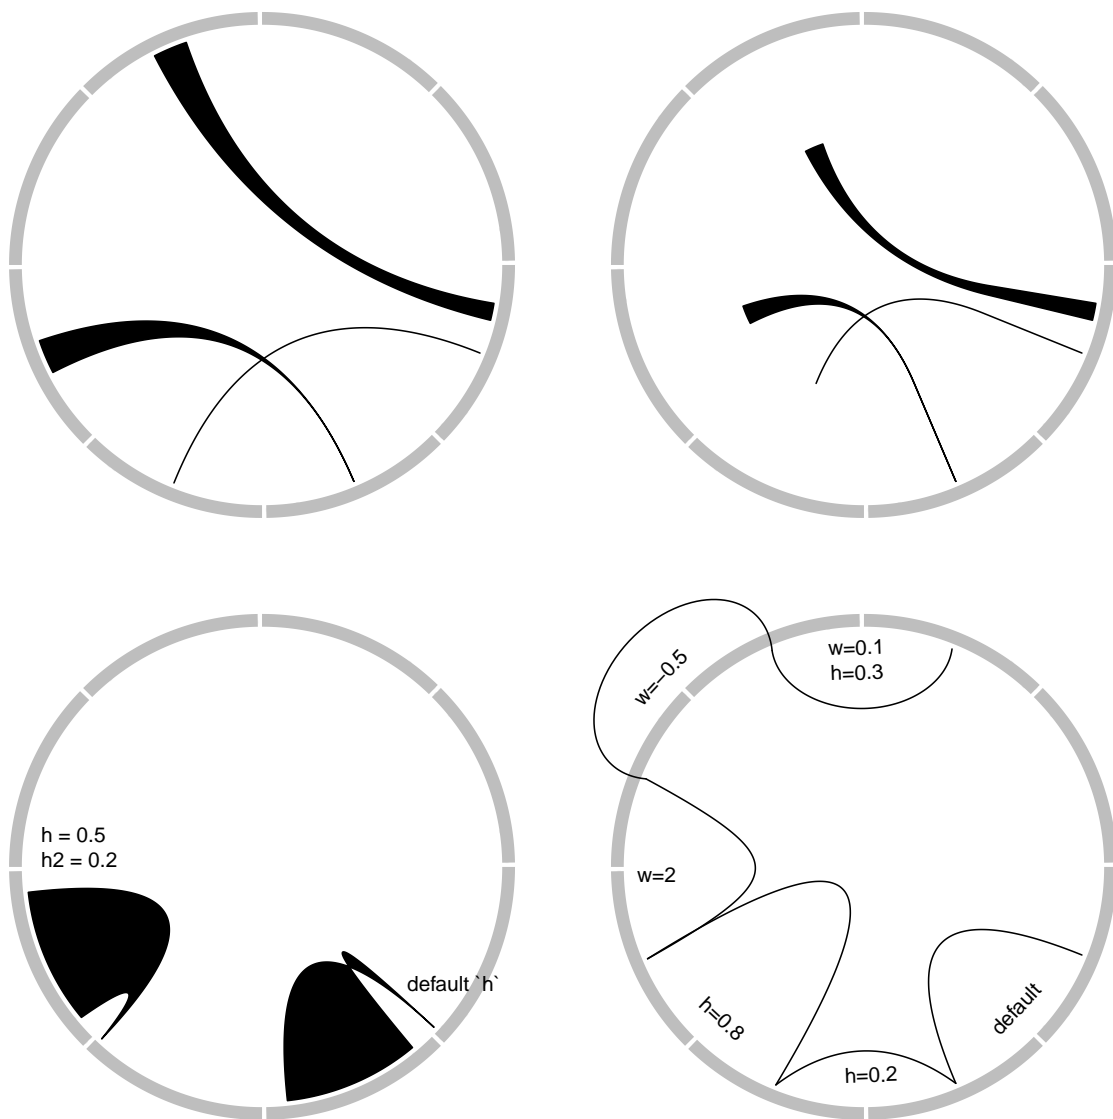 h = 0.5
h2 = 0.2
default `h`
w=−0.5
w=0.1
h=0.3
w=2
h=0.8
h=0.2
default